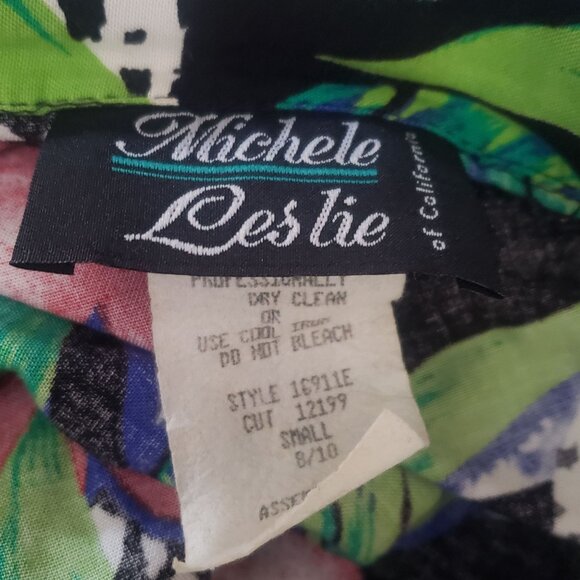 Michele
Leslie
of California
PROFESSIONALLY
DRY CLEAN
OR
USE COOL IRON
DO NOT BLEACH
STYLE 16911E
CUT 12199
SMALL
8/10